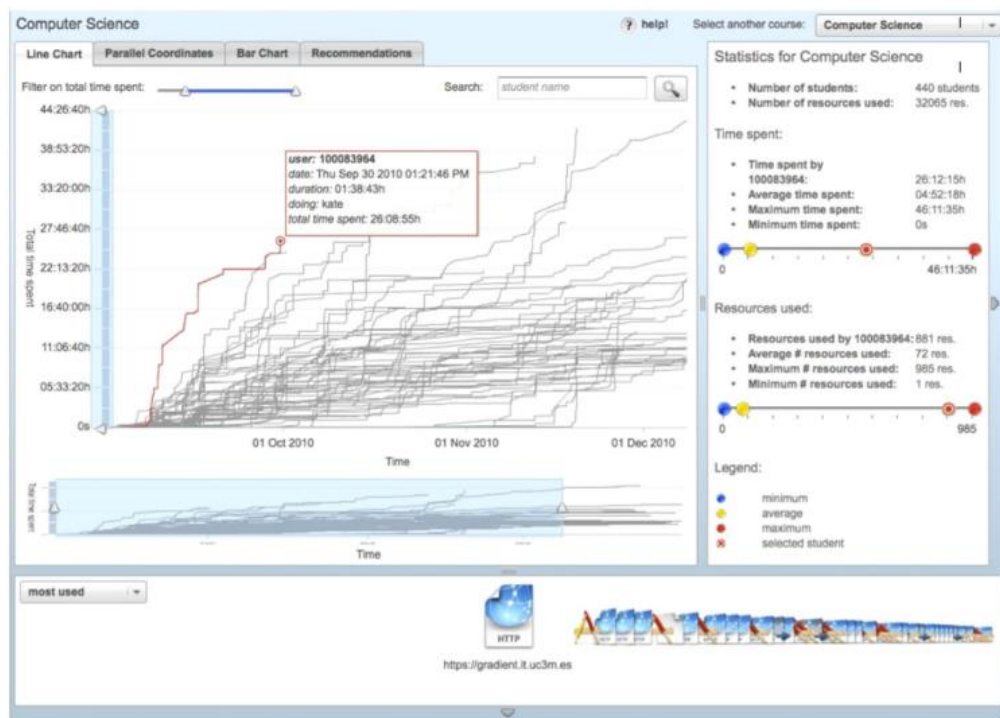 Computer Science
? help!
Select another course:
Computer Science
Line Chart
Parallel Coordinates
Bar Chart
Recommendations
Filter on total time spent:
Search:
student name
44:26:40h
38:53:20h
33:20:00h
27:46:40h
22:13:20h
16:40:00h
11:06:40h
05:33:20h
0s
Total time spent
user: 100083964
date: Thu Sep 30 2010 01:21:46 PM
duration: 01:38:43h
doing: kate
total time spent: 26:08:55h
01 Oct 2010
01 Nov 2010
01 Dec 2010
Time
Total time spent
Time
Statistics for Computer Science
• Number of students: 440 students
• Number of resources used: 32065 res.
Time spent:
• Time spent by
100083964: 26:12:15h
• Average time spent: 04:52:18h
• Maximum time spent: 46:11:35h
• Minimum time spent: 0s
0 46:11:35h
Resources used:
• Resources used by 100083964: 881 res.
• Average # resources used: 72 res.
• Maximum # resources used: 985 res.
• Minimum # resources used: 1 res.
0 985
Legend:
minimum
average
maximum
selected student
most used
HTTP
https://gradient.it.uc3m.es